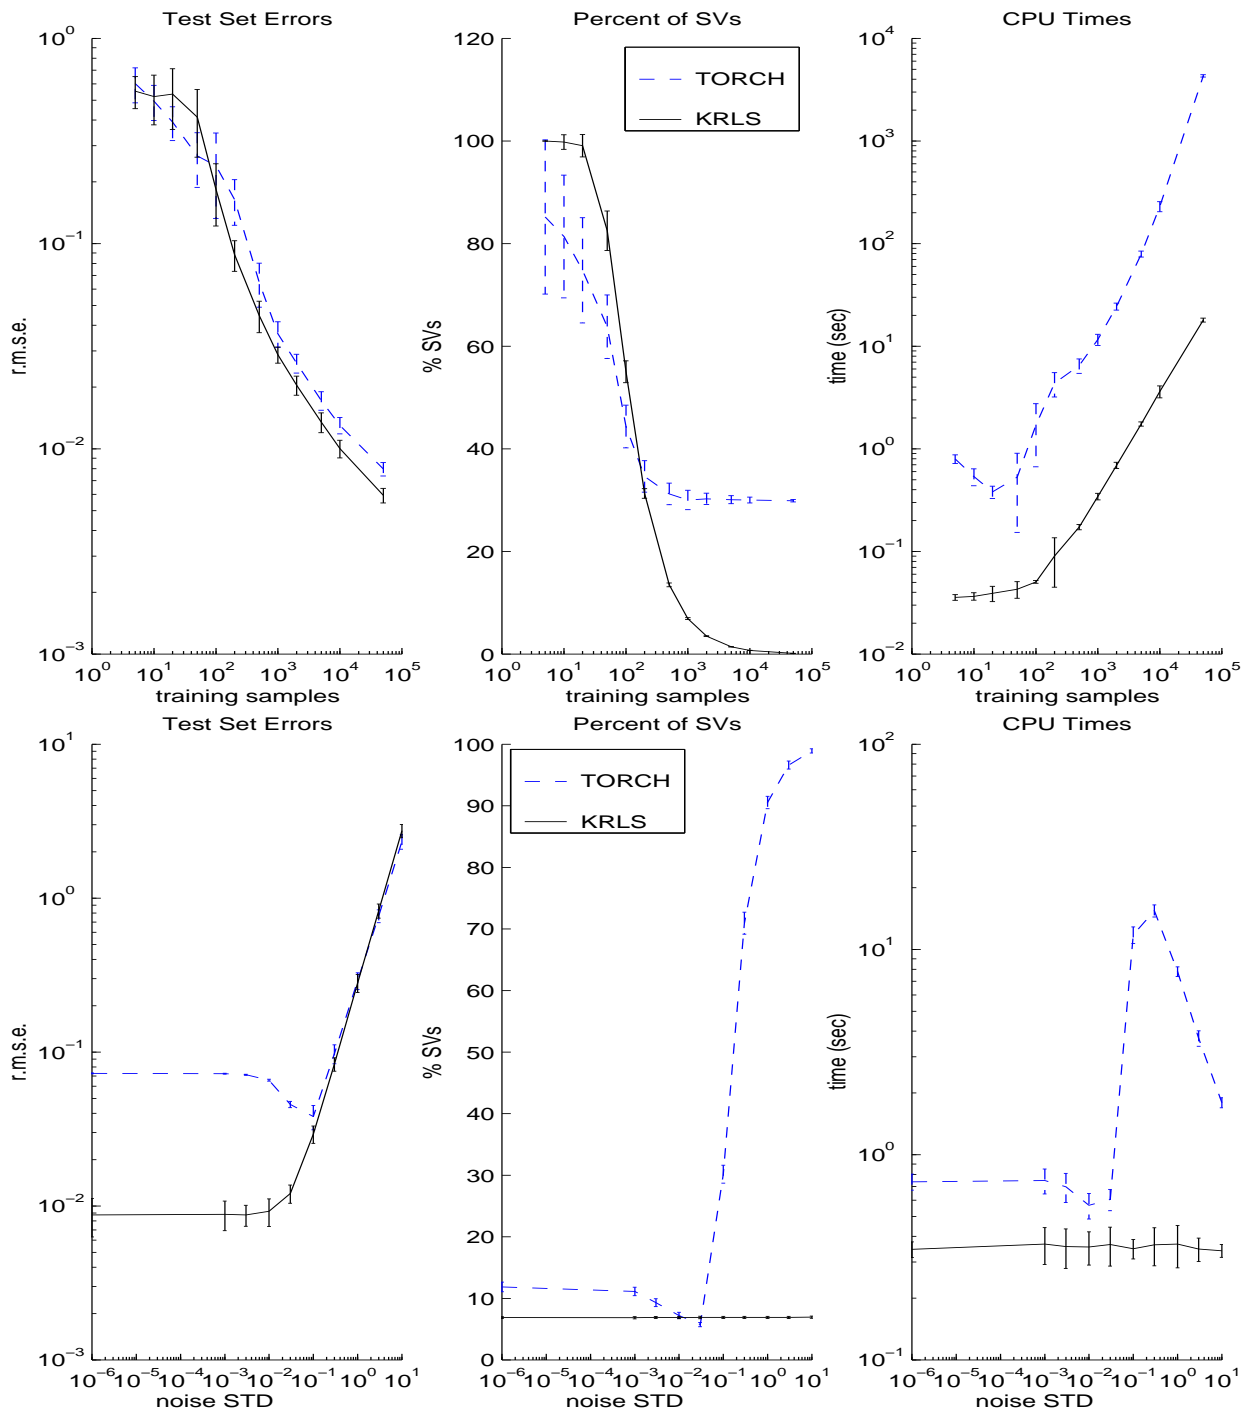 Test Set Errors
10^0
10^-1
10^-2
10^-3
r.m.s.e.
10^0 10^1 10^2 10^3 10^4 10^5
training samples
Percent of SVs
120
100
80
60
40
20
0
% SVs
TORCH
KRLS
10^0 10^1 10^2 10^3 10^4 10^5
training samples
CPU Times
10^4
10^3
10^2
10^1
10^0
10^-1
10^-2
time (sec)
10^0 10^1 10^2 10^3 10^4 10^5
training samples
Test Set Errors
10^1
10^0
10^-1
10^-2
10^-3
r.m.s.e.
10^-6 10^-5 10^-4 10^-3 10^-2 10^-1 10^0 10^1
noise STD
Percent of SVs
100
90
80
70
60
50
40
30
20
10
0
% SVs
TORCH
KRLS
10^-6 10^-5 10^-4 10^-3 10^-2 10^-1 10^0 10^1
noise STD
CPU Times
10^2
10^1
10^0
10^-1
time (sec)
10^-6 10^-5 10^-4 10^-3 10^-2 10^-1 10^0 10^1
noise STD